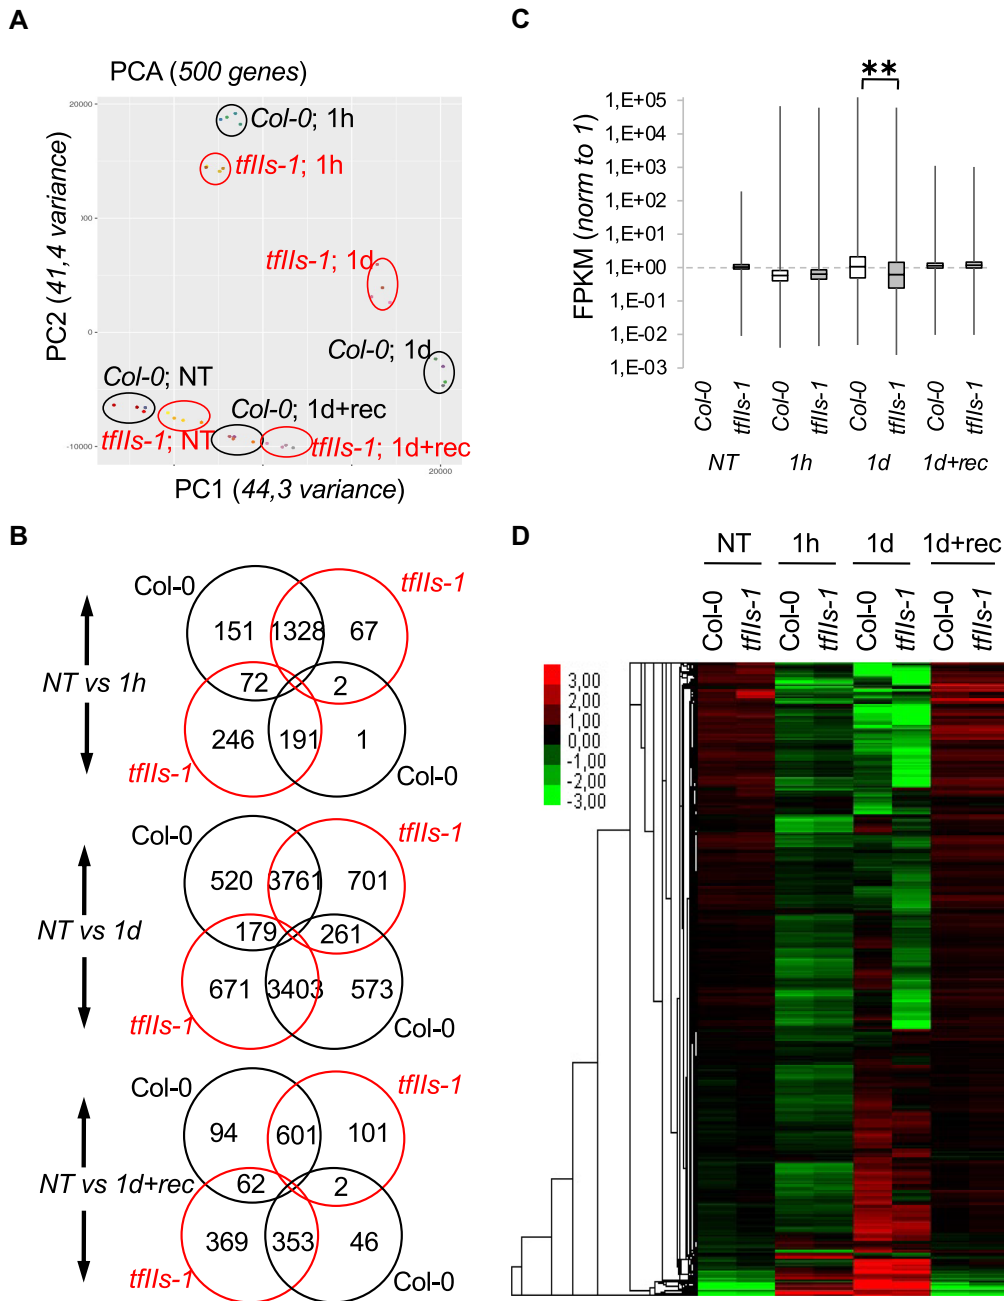 A
PCA (500 genes)
20000
:00
0
-10000
PC2 (41,4 variance)
Col-0; 1h
tfIIs-1; 1h
tfIIs-1; 1d
Col-0; 1d
Col-0; NT
tfIIs-1; NT
Col-0; 1d+rec
tfIIs-1; 1d+rec
20000
PC1 (44,3 variance)
B
NT vs 1h
Col-0
tfIIs-1
151
1328
67
72
2
246
191
1
tfIIs-1
Col-0
NT vs 1d
Col-0
tfIIs-1
520
3761
701
179
261
671
3403
573
tfIIs-1
Col-0
NT vs 1d+rec
Col-0
tfIIs-1
94
601
101
62
2
369
353
46
tfIIs-1
Col-0
C
FPKM (norm to 1)
1,E+05
1,E+04
1,E+03
1,E+02
1,E+01
1,E+00
1,E-01
1,E-02
1,E-03
**
Col-0 tfIIs-1 Col-0 tfIIs-1 Col-0 tfIIs-1 Col-0 tfIIs-1
NT 1h 1d 1d+rec
D
NT 1h 1d 1d+rec
Col-0 tfIIs-1 Col-0 tfIIs-1 Col-0 tfIIs-1 Col-0 tfIIs-1
3,00
2,00
1,00
0,00
-1,00
-2,00
-3,00